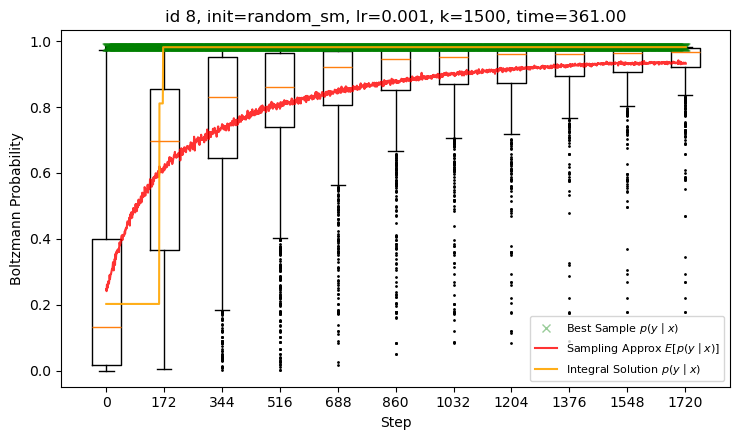 id 8, init=random_sm, lr=0.001, k=1500, time=361.00
Boltzmann Probability
1.0
0.8
0.6
0.4
0.2
0.0
Best Sample p(y | x)
Sampling Approx E[p(y | x)]
Integral Solution p(y | x)
0 172 344 516 688 860 1032 1204 1376 1548 1720
Step